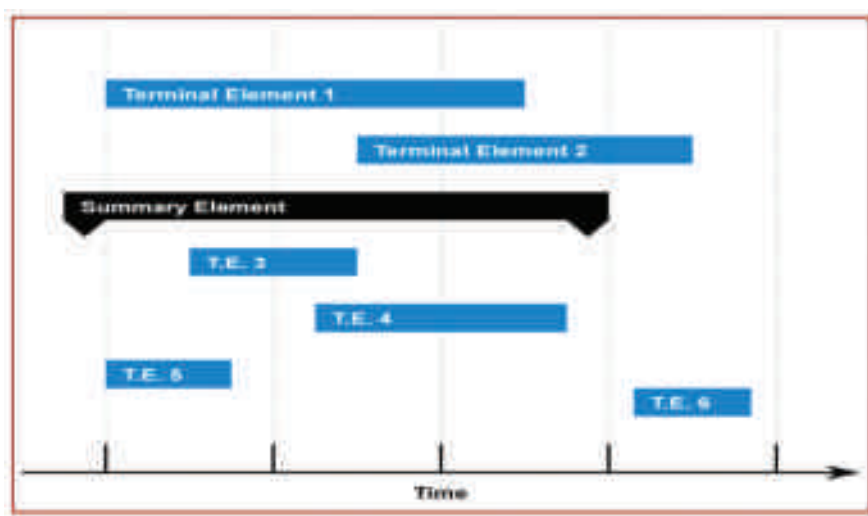 Terminal Element 1
Terminal Element 2
Summary Element
T.E. 3
T.E. 4
T.E. 5
T.E. 6
Time